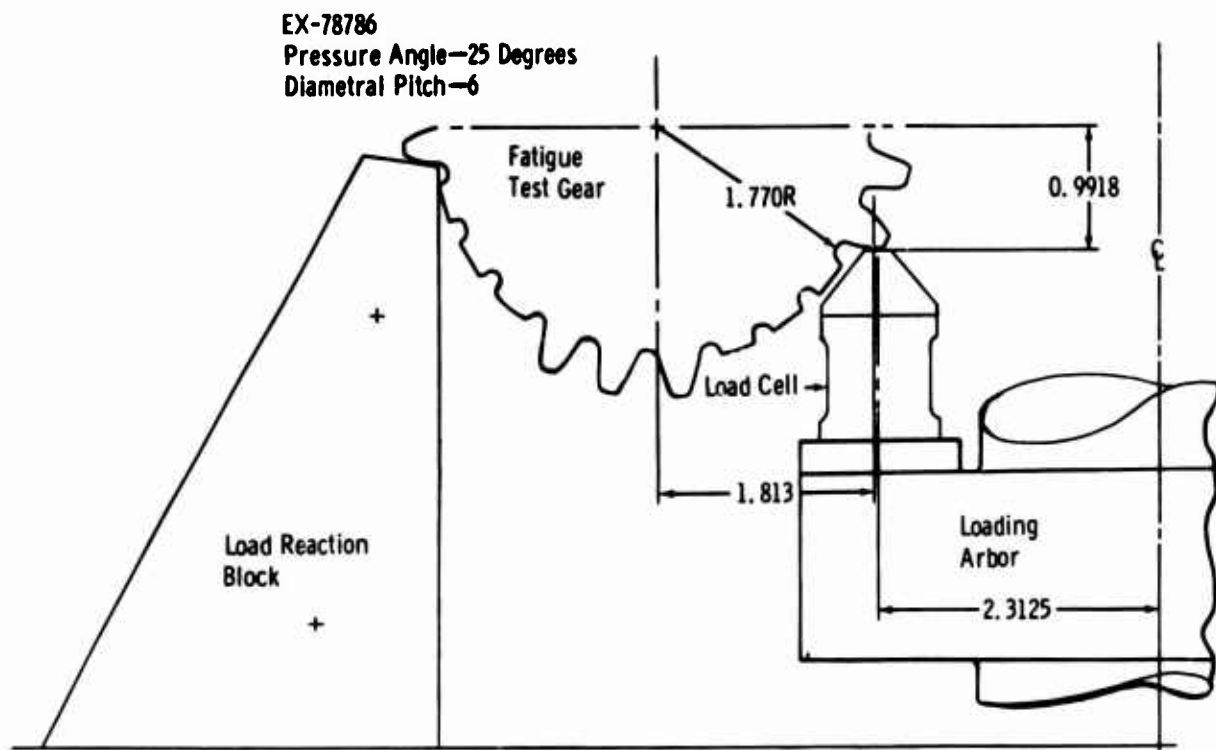 EX-78786
Pressure Angle—25 Degrees
Diametral Pitch—6
Fatigue
Test Gear
1.770R
0.9918
℄
Load Cell
1.813
Load Reaction
Block
Loading
Arbor
2.3125